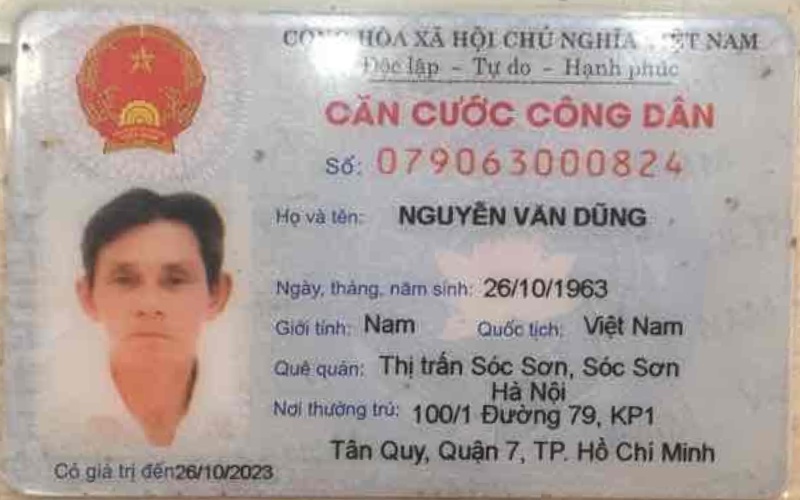 CỘNG HÒA XÃ HỘI CHỦ NGHĨA VIỆT NAM
Độc lập - Tự do - Hạnh phúc
CĂN CƯỚC CÔNG DÂN
Số: 079063000824
Họ và tên: NGUYỄN VĂN DŨNG
Ngày, tháng, năm sinh: 26/10/1963
Giới tính: Nam Quốc tịch: Việt Nam
Quê quán: Thị trấn Sóc Sơn, Sóc Sơn
Hà Nội
Nơi thường trú: 100/1 Đường 79, KP1
Tân Quy, Quận 7, TP. Hồ Chí Minh
Có giá trị đến 26/10/2023